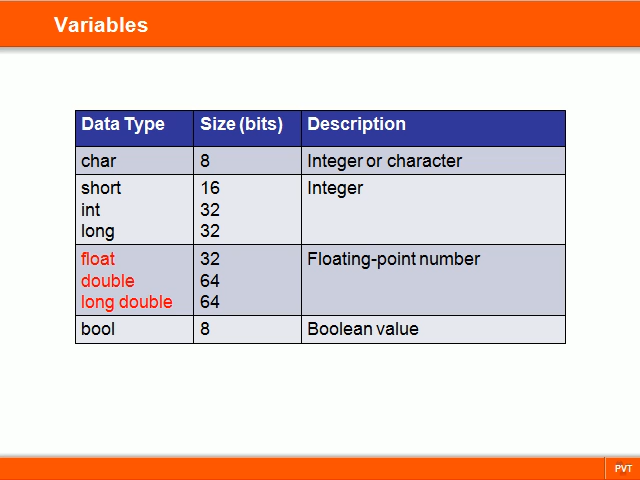 Variables
Data Type Size (bits) Description
char 8 Integer or character
short 16 Integer
int 32
long 32
float 32 Floating-point number
double 64
long double 64
bool 8 Boolean value
PVT